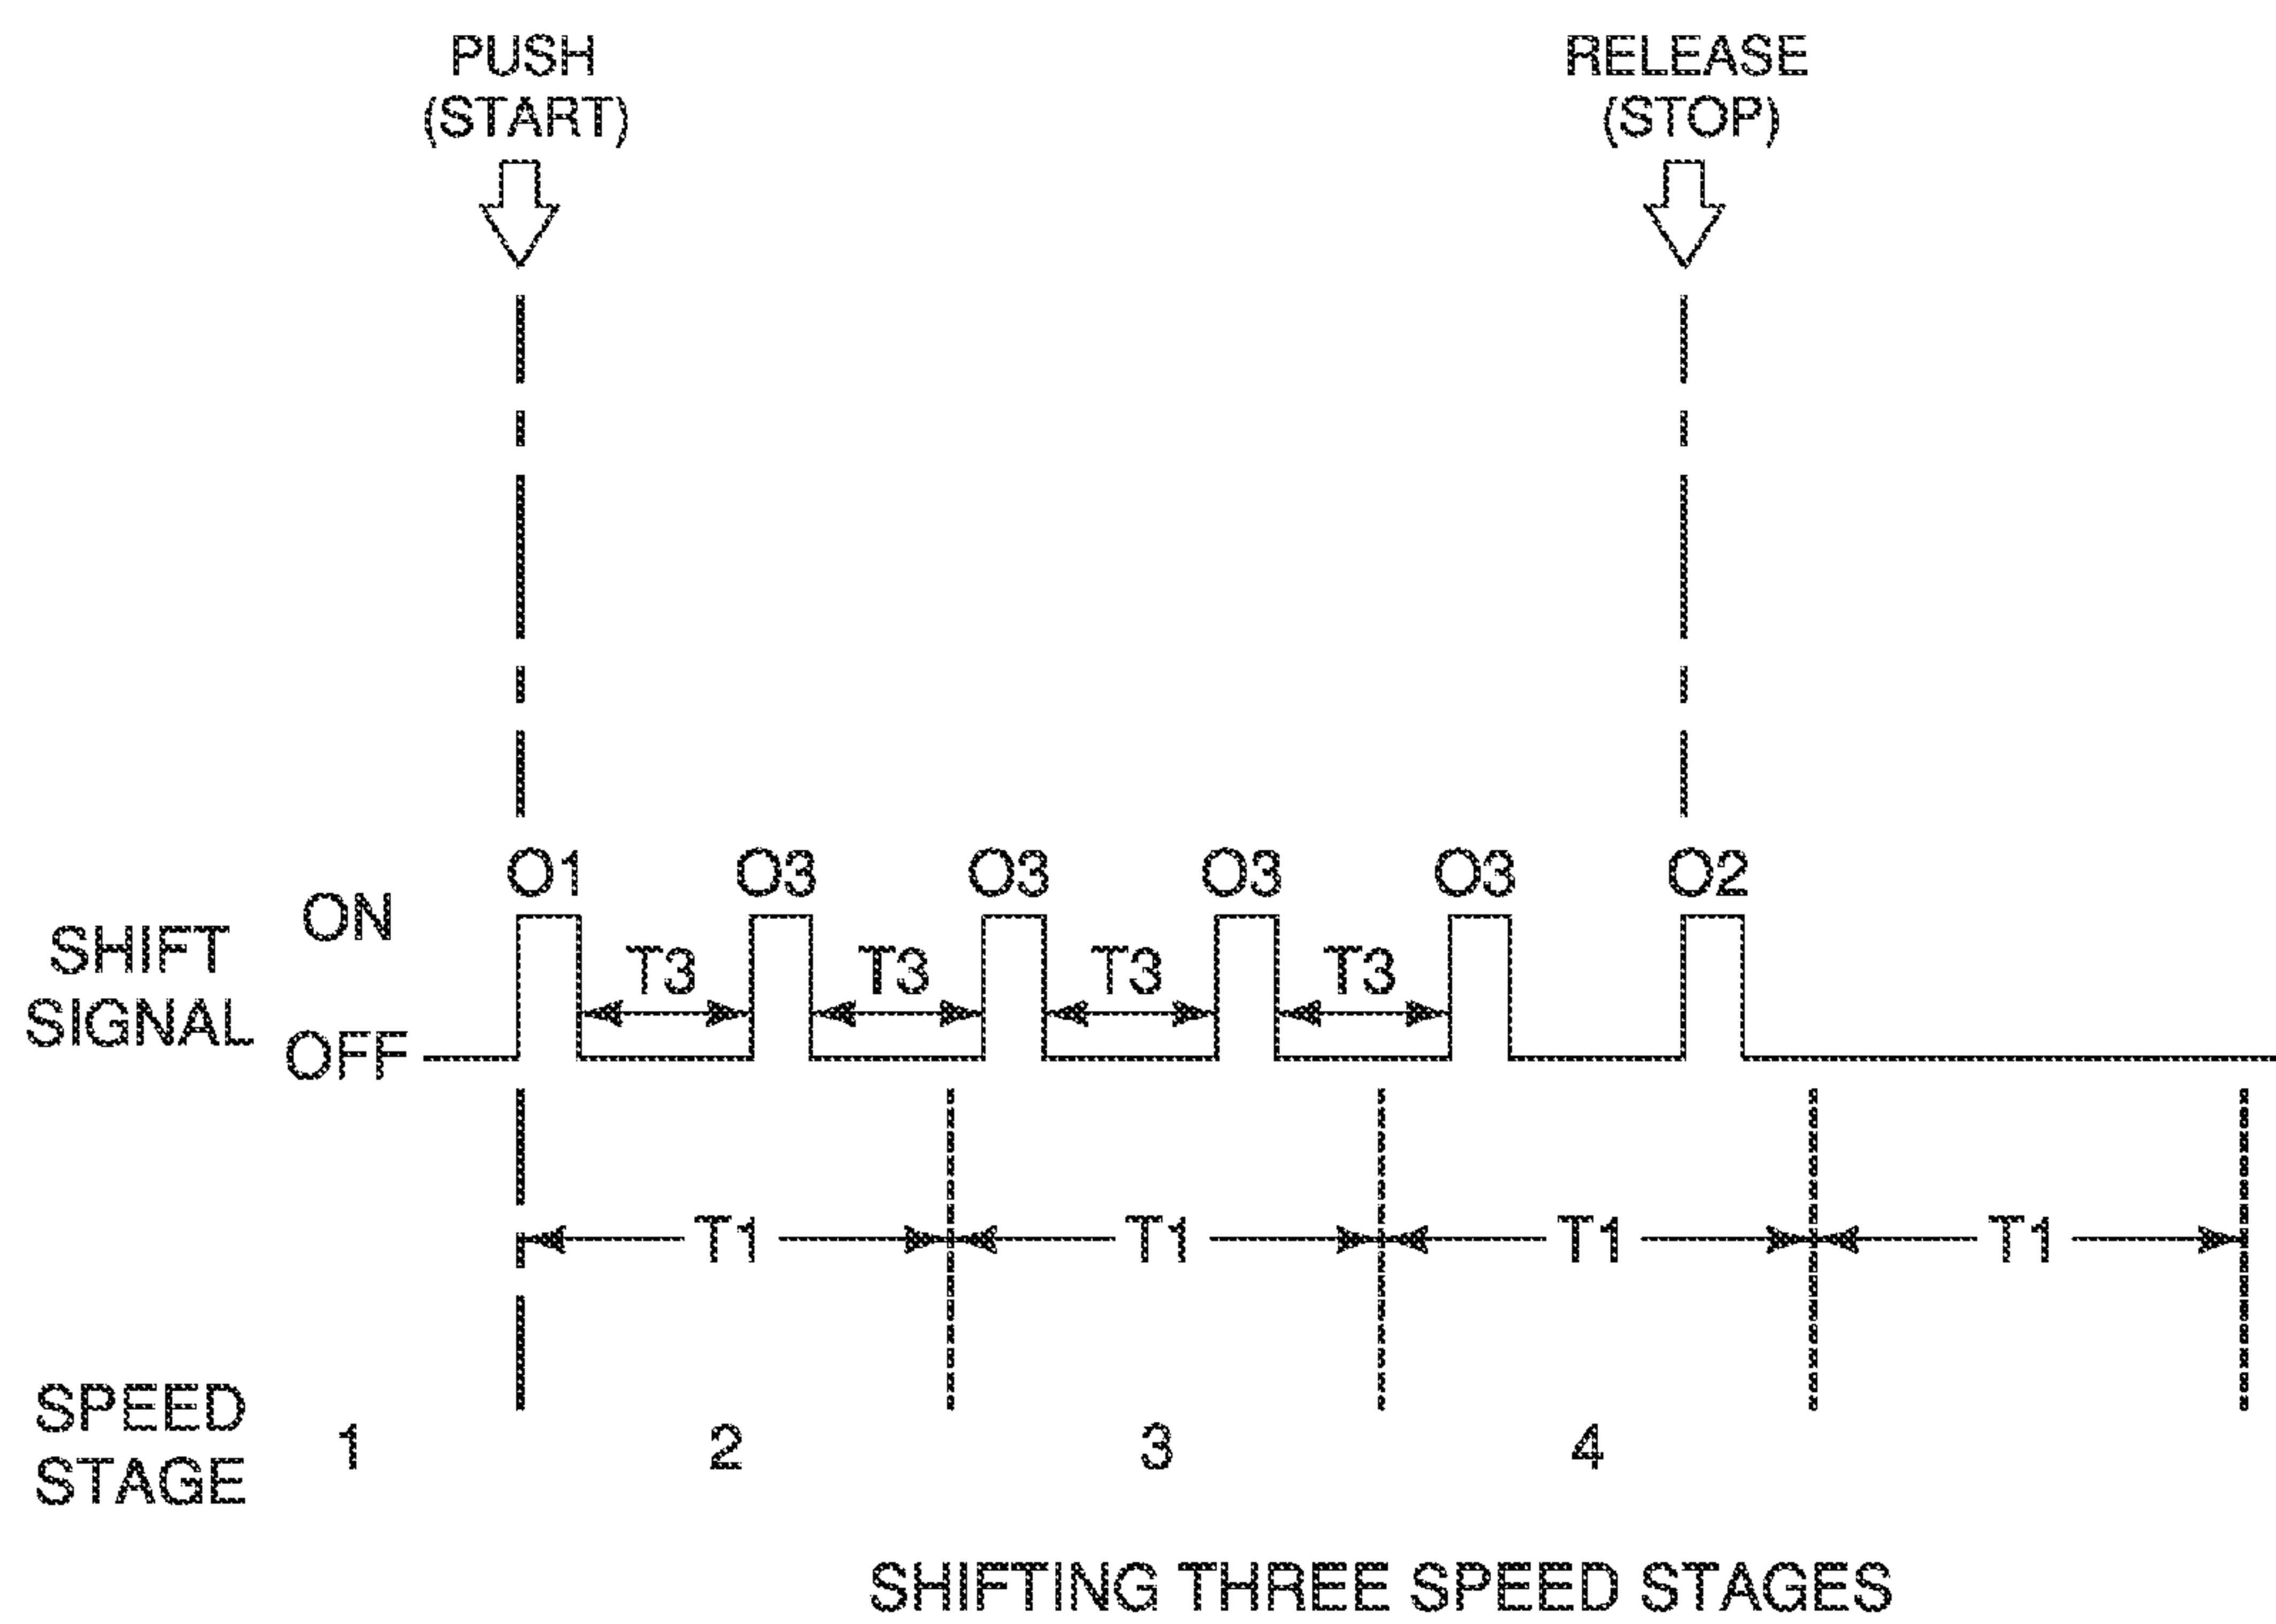 PUSH
(START)
RELEASE
(STOP)
O1 O3 O3 O3 O3 O2
ON
SHIFT
SIGNAL
T3 T3 T3 T3
OFF
T1 T1 T1 T1
SPEED
STAGE
1 2 3 4
SHIFTING THREE SPEED STAGES